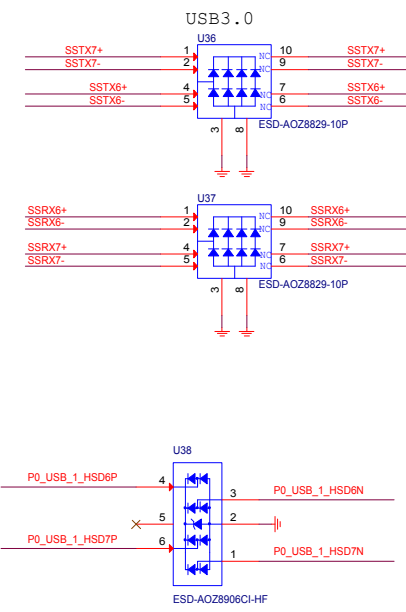 USB3.0
U36
SSTX7+ 1 10 SSTX7+
NC
SSTX7- 2 9 SSTX7-
NC
SSTX6+ 4 7 SSTX6+
NC
SSTX6- 5 6 SSTX6-
NC
ESD-AOZ8829-10P
3 8
U37
SSRX6+ 1 10 SSRX6+
NC
SSRX6- 2 9 SSRX6-
NC
SSRX7+ 4 7 SSRX7+
NC
SSRX7- 5 6 SSRX7-
NC
ESD-AOZ8829-10P
3 8
U38
P0_USB_1_HSD6P 4
3 P0_USB_1_HSD6N
5 2
P0_USB_1_HSD7P 6
1 P0_USB_1_HSD7N
ESD-AOZ8906CI-HF